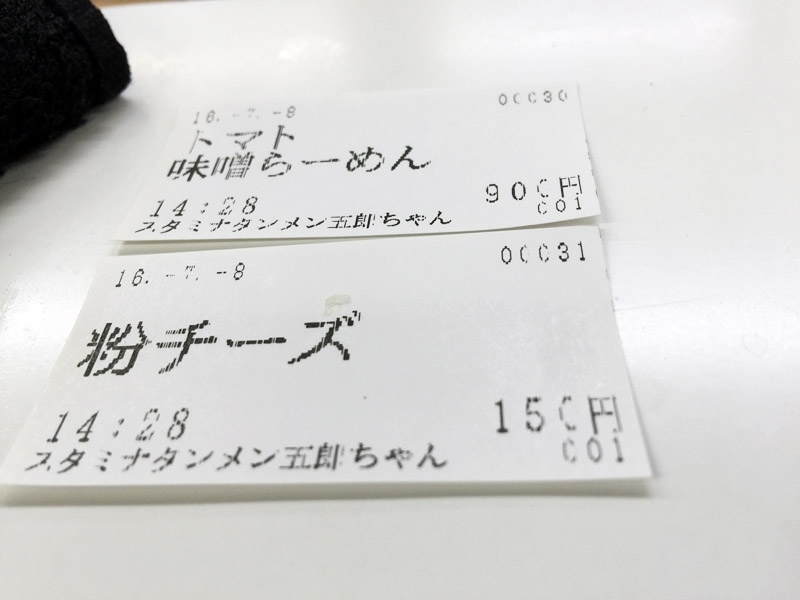 16.-7.-8 00030
トマト
味噌らーめん
14:28 900円
001
スタミナタンメン五郎ちゃん
16.-7.-8 00031
粉チーズ
14:28 150円
001
スタミナタンメン五郎ちゃん